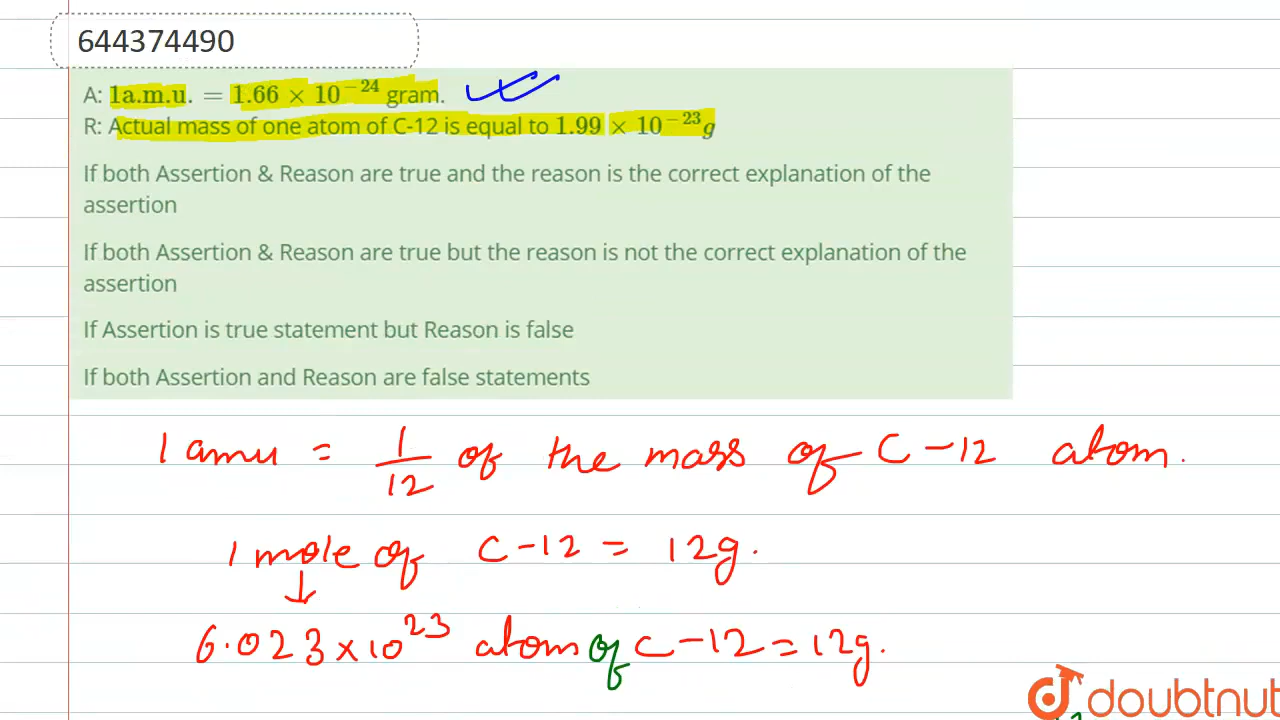 644374490
A: 1a.m.u. = 1.66 × 10⁻²⁴ gram.
R: Actual mass of one atom of C-12 is equal to 1.99 × 10⁻²³g
If both Assertion & Reason are true and the reason is the correct explanation of the
assertion
If both Assertion & Reason are true but the reason is not the correct explanation of the
assertion
If Assertion is true statement but Reason is false
If both Assertion and Reason are false statements
1 amu = 1/12 of the mass of C-12 atom.
1 mole of C-12 = 12g.
6.023×10²³ atom of C-12 = 12g.
doubtnut